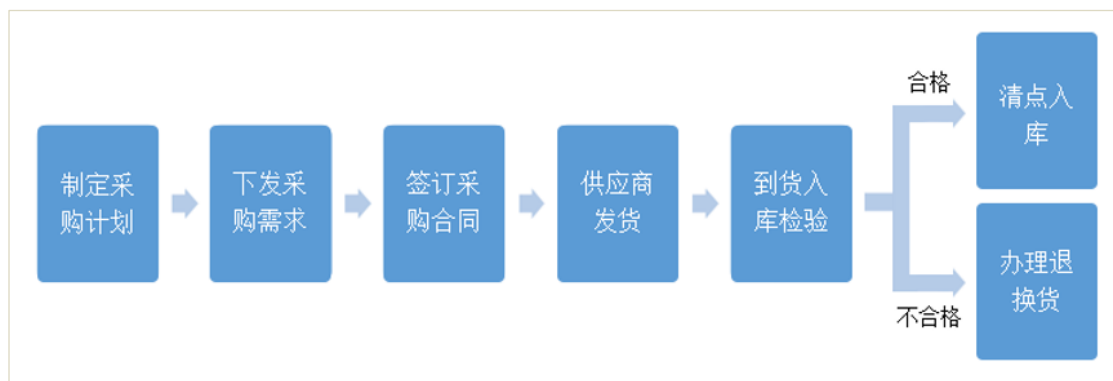 制定采
购计划
下发采
购需求
签订采
购合同
供应商
发货
到货入
库检验
合格
清点入
库
不合格
办理退
换货